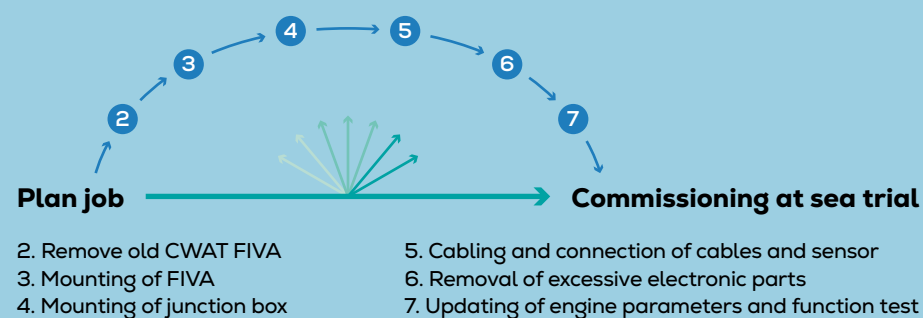 4
5
3
6
2
7
Plan job
Commissioning at sea trial
2. Remove old CWAT FIVA
3. Mounting of FIVA
4. Mounting of junction box
5. Cabling and connection of cables and sensor
6. Removal of excessive electronic parts
7. Updating of engine parameters and function test